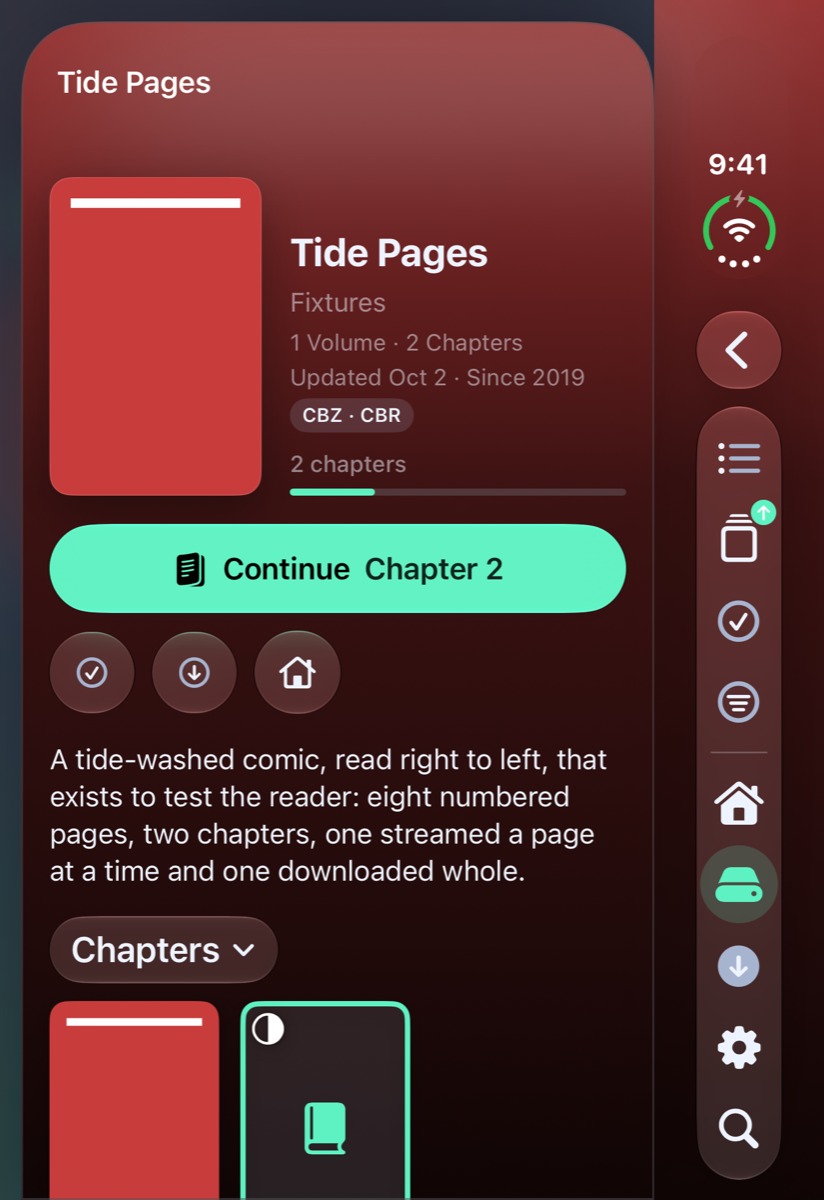 Tide Pages
9:41
Tide Pages
Fixtures
1 Volume · 2 Chapters
Updated Oct 2 · Since 2019
CBZ · CBR
2 chapters
Continue Chapter 2
A tide-washed comic, read right to left, that
exists to test the reader: eight numbered
pages, two chapters, one streamed a page
at a time and one downloaded whole.
Chapters